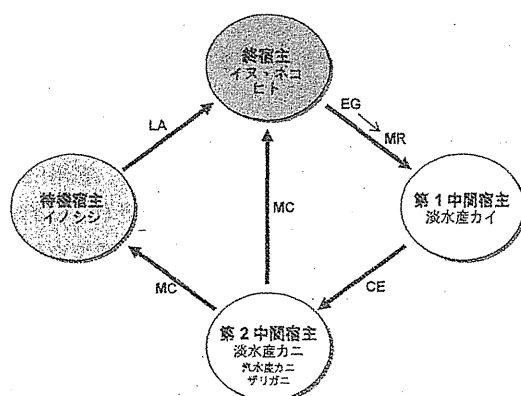 終宿主
イヌ・ネコ
ヒト
EG
MR
LA
待機宿主
イノシシ
MC
第1中間宿主
淡水産カイ
MC
CE
第2中間宿主
淡水産カニ
汽水産カニ
ザリガニ